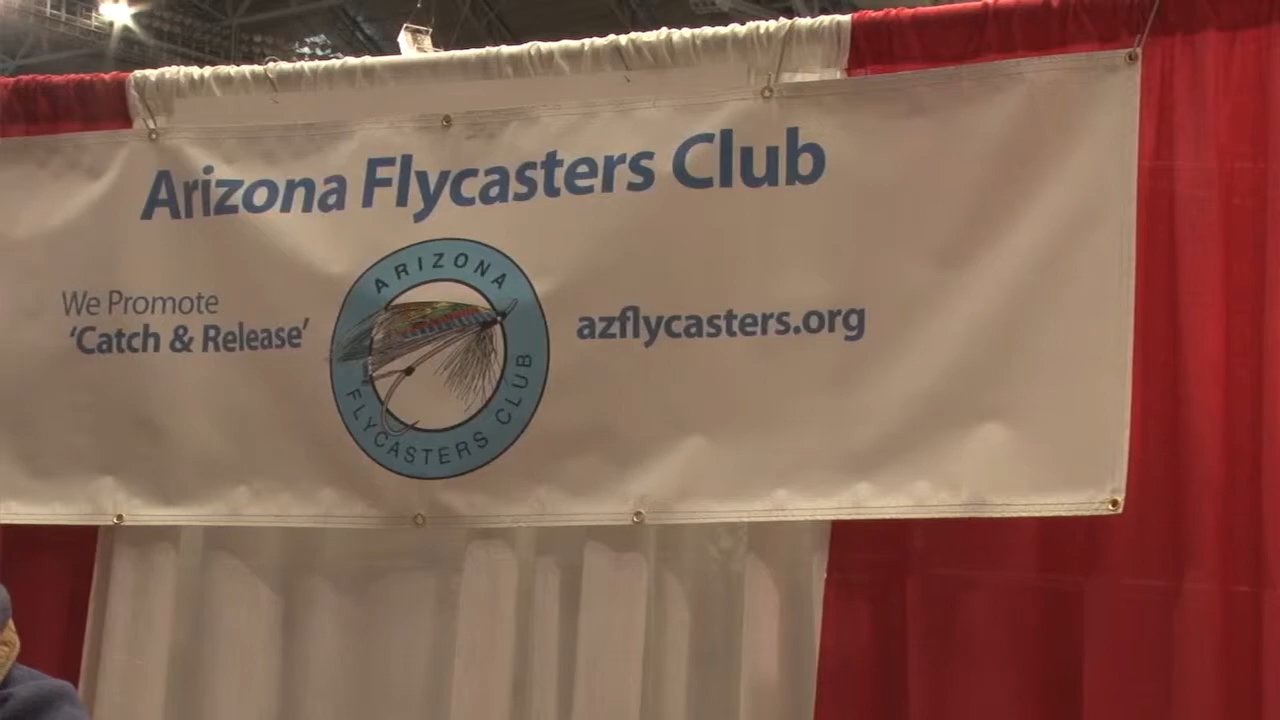 Arizona Flycasters Club
We Promote
'Catch & Release'
ARIZONA
FLYCASTERS CLUB
azflycasters.org